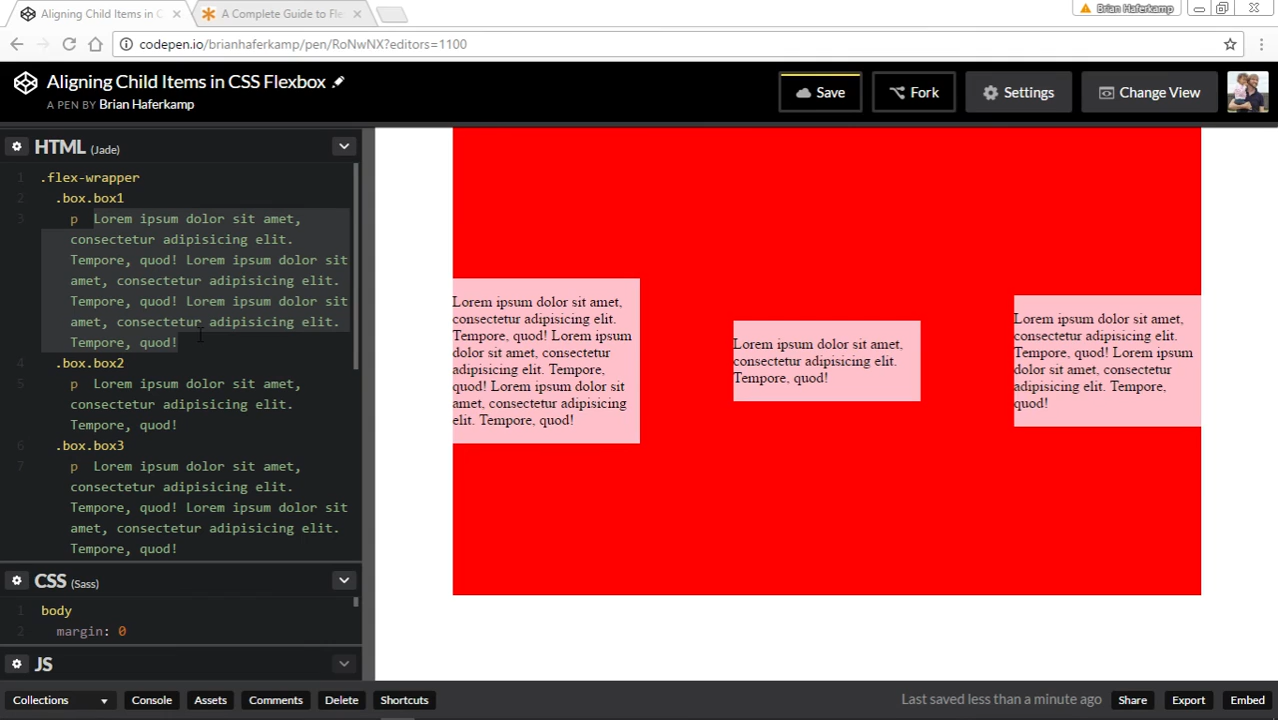 Aligning Child Items in C
A Complete Guide to Fle
Brian Haferkamp
codepen.io/brianhaferkamp/pen/RoNwNX?editors=1100
Aligning Child Items in CSS Flexbox
A PEN BY Brian Haferkamp
Save
Fork
Settings
Change View
HTML (Jade)
1 .flex-wrapper
2 .box.box1
3 p Lorem ipsum dolor sit amet,
consectetur adipisicing elit.
Tempore, quod! Lorem ipsum dolor sit
amet, consectetur adipisicing elit.
Tempore, quod! Lorem ipsum dolor sit
amet, consectetur adipisicing elit.
Tempore, quod!
4 .box.box2
5 p Lorem ipsum dolor sit amet,
consectetur adipisicing elit.
Tempore, quod!
6 .box.box3
7 p Lorem ipsum dolor sit amet,
consectetur adipisicing elit.
Tempore, quod! Lorem ipsum dolor sit
amet, consectetur adipisicing elit.
Tempore, quod!
CSS (Sass)
1 body
2 margin: 0
JS
Lorem ipsum dolor sit amet,
consectetur adipisicing elit.
Tempore, quod! Lorem ipsum
dolor sit amet, consectetur
adipisicing elit. Tempore,
quod! Lorem ipsum dolor sit
amet, consectetur adipisicing
elit. Tempore, quod!
Lorem ipsum dolor sit amet,
consectetur adipisicing elit.
Tempore, quod!
Lorem ipsum dolor sit amet,
consectetur adipisicing elit.
Tempore, quod! Lorem ipsum
dolor sit amet, consectetur
adipisicing elit. Tempore,
quod!
Collections
Console
Assets
Comments
Delete
Shortcuts
Last saved less than a minute ago
Share
Export
Embed